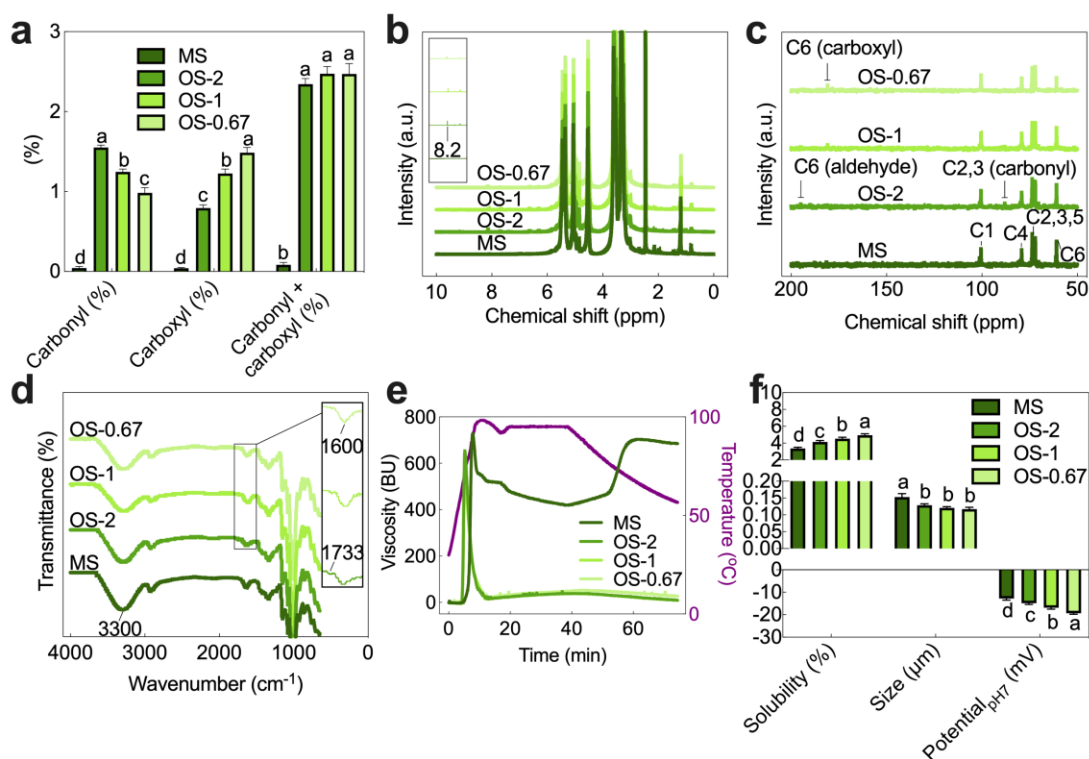 a
3
2
1
0
(%)
MS
OS-2
OS-1
OS-0.67
d
a
b
c
d
c
b
a
b
a
a
a
Carbonyl (%)
Carboxyl (%)
Carbonyl +
carboxyl (%)
b
Intensity (a.u.)
8.2
OS-0.67
OS-1
OS-2
MS
10 8 6 4 2 0
Chemical shift (ppm)
c
Intensity (a.u.)
C6 (carboxyl)
OS-0.67
OS-1
C6 (aldehyde)
C2,3 (carbonyl)
OS-2
C2,3,5
C1
C4
C6
MS
200 150 100 50
Chemical shift (ppm)
d
Transmittance (%)
OS-0.67
OS-1
OS-2
MS
1600
1733
3300
4000 2000 1000 0
Wavenumber (cm⁻¹)
e
Viscosity (BU)
800
600
400
200
0
100
50
0
Temperature (ºC)
MS
OS-2
OS-1
OS-0.67
0 20 40 60
Time (min)
f
10
8
6
4
2
0.20
0.15
0.10
0.05
0.00
0
-10
-20
-30
MS
OS-2
OS-1
OS-0.67
d c b a
a b b b
d c b a
Solubility (%)
Size (µm)
Potential pH7 (mV)